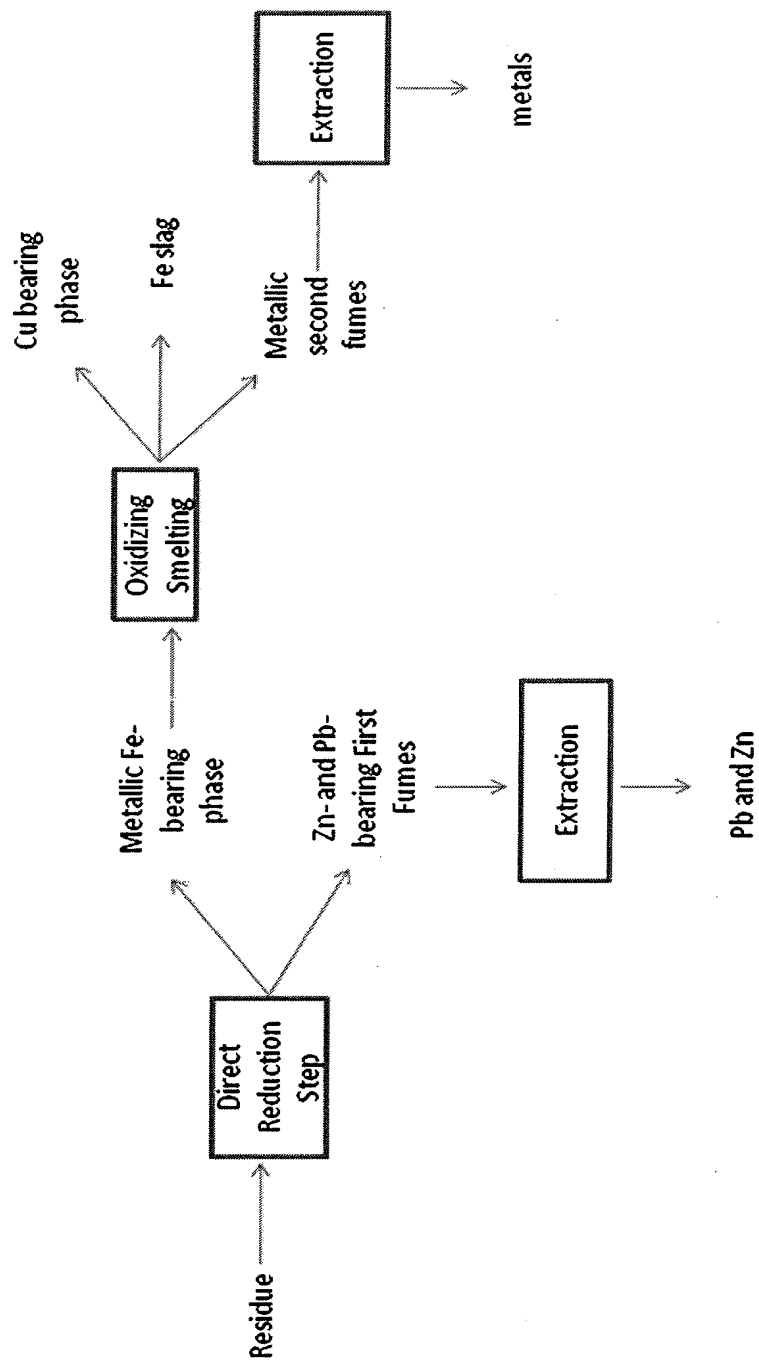 Residue
Direct
Reduction
Step
Metallic Fe-
bearing
phase
Zn- and Pb-
bearing First
Fumes
Extraction
Pb and Zn
Oxidizing
Smelting
Cu bearing
phase
Fe slag
Metallic
second
fumes
Extraction
metals